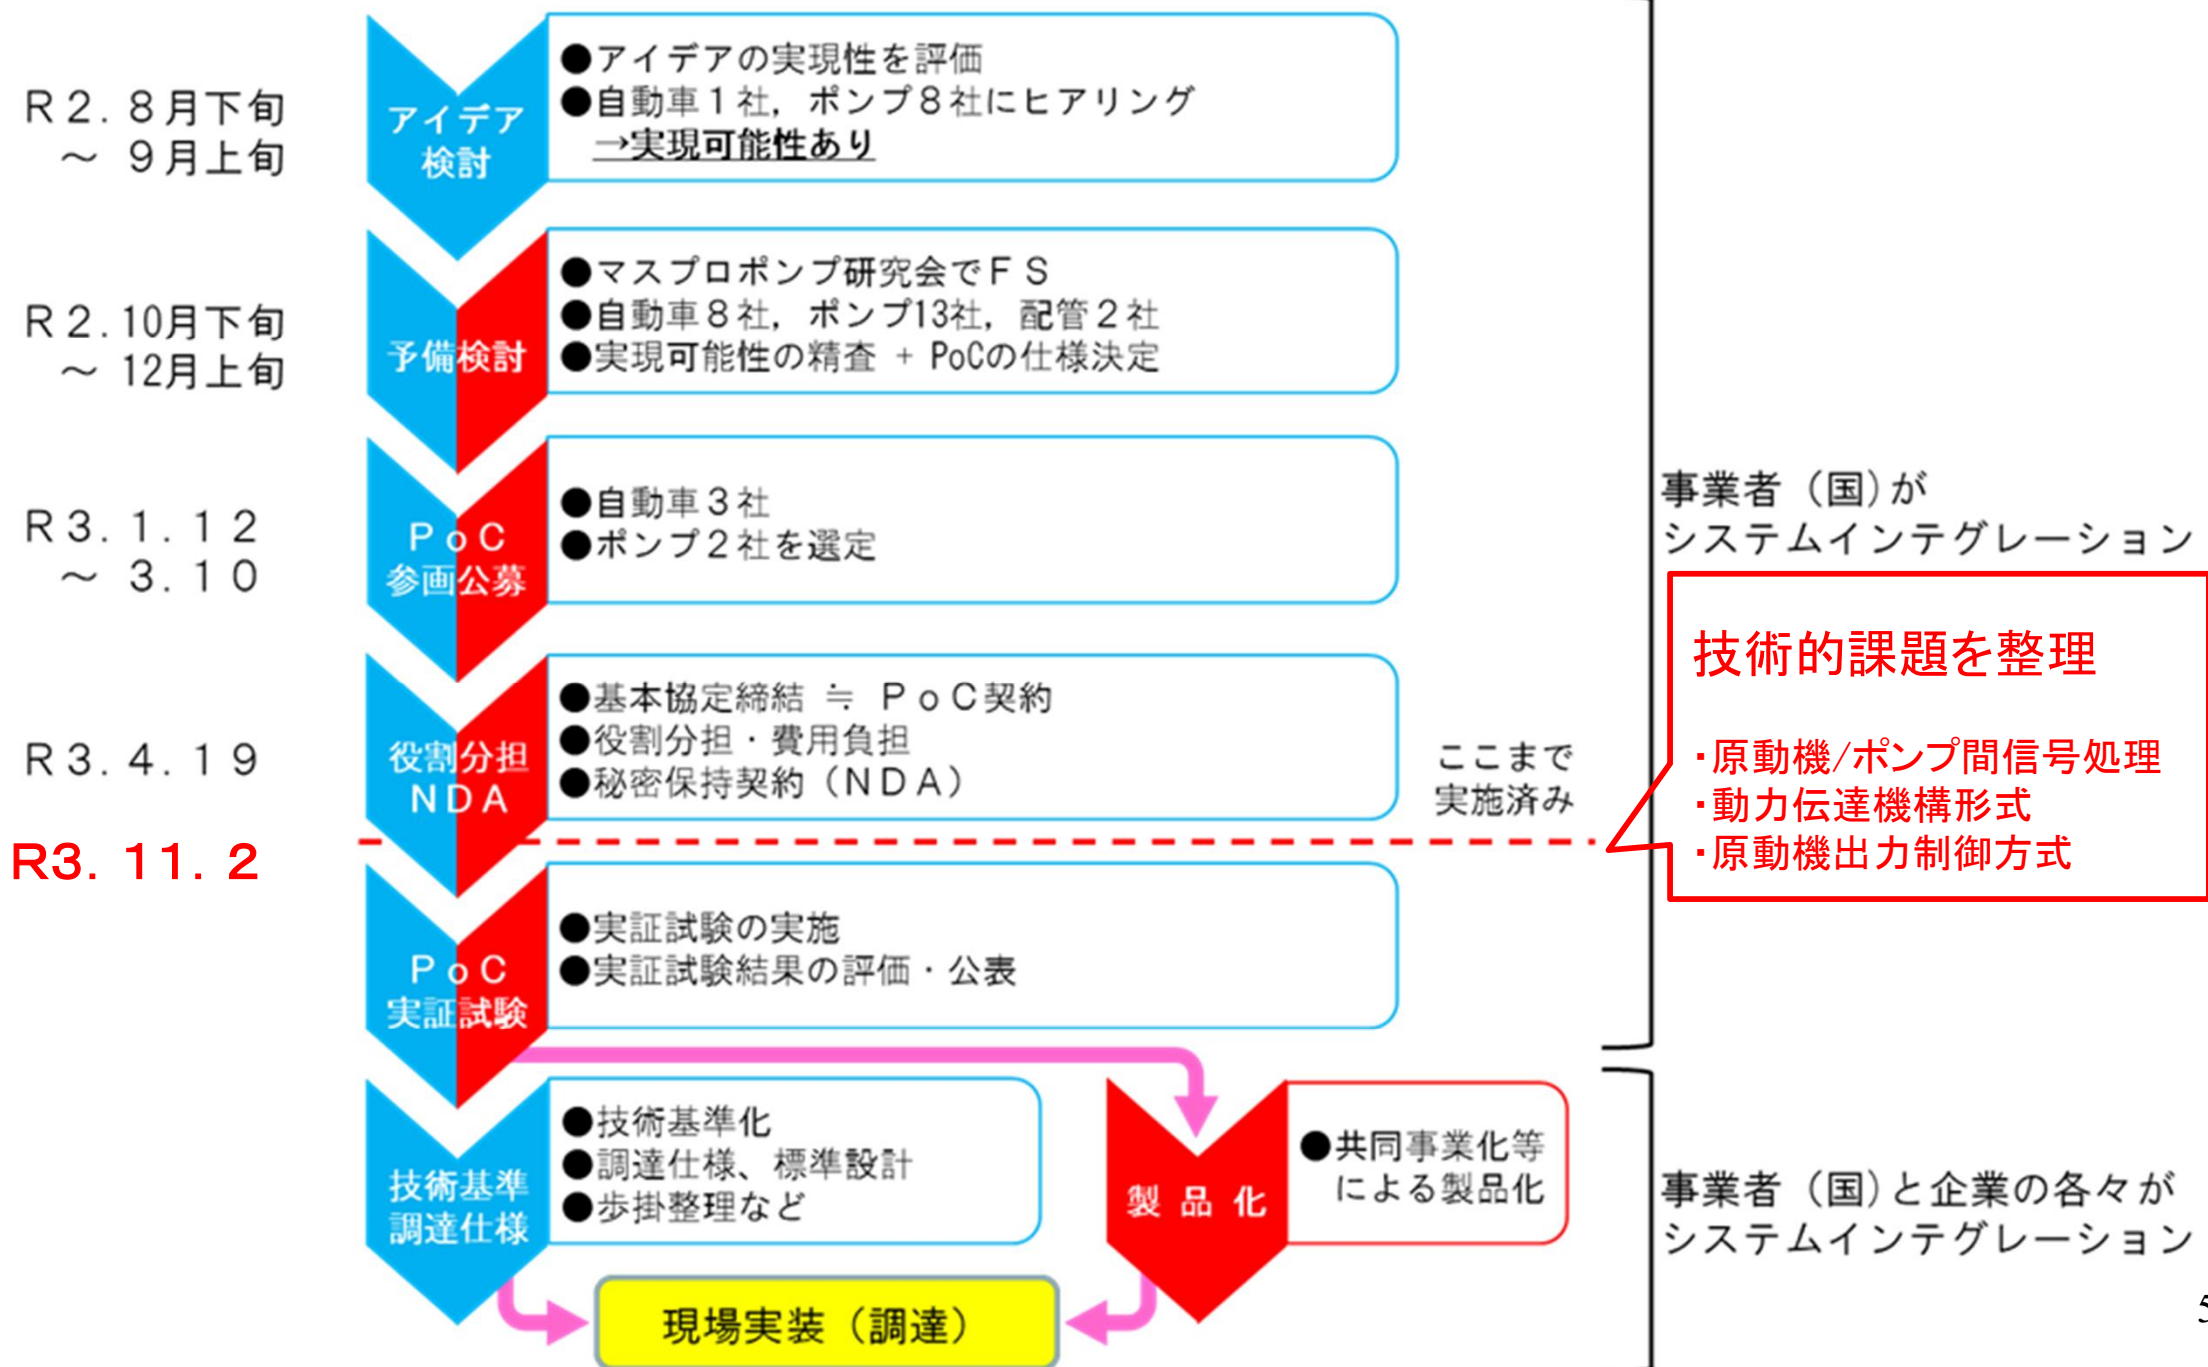 R2. 8月下旬
～ 9月上旬
アイデア
検討
●アイデアの実現性を評価
●自動車1社，ポンプ8社にヒアリング
→実現可能性あり
R2.10月下旬
～ 12月上旬
予備検討
●マスプロポンプ研究会でFS
●自動車8社，ポンプ13社，配管2社
●実現可能性の精査 + PoCの仕様決定
R3. 1. 12
～ 3. 10
PoC
参画公募
●自動車3社
●ポンプ2社を選定
R3. 4. 19
役割分担
NDA
●基本協定締結 ≒ PoC契約
●役割分担・費用負担
●秘密保持契約（NDA）
ここまで
実施済み
R3. 11. 2
PoC
実証試験
●実証試験の実施
●実証試験結果の評価・公表
事業者（国)が
システムインテグレーション
技術的課題を整理
・原動機/ポンプ間信号処理
・動力伝達機構形式
・原動機出力制御方式
技術基準
調達仕様
●技術基準化
●調達仕様、標準設計
●歩掛整理など
製 品 化
●共同事業化等
による製品化
事業者（国)と企業の各々が
システムインテグレーション
現場実装（調達）
5